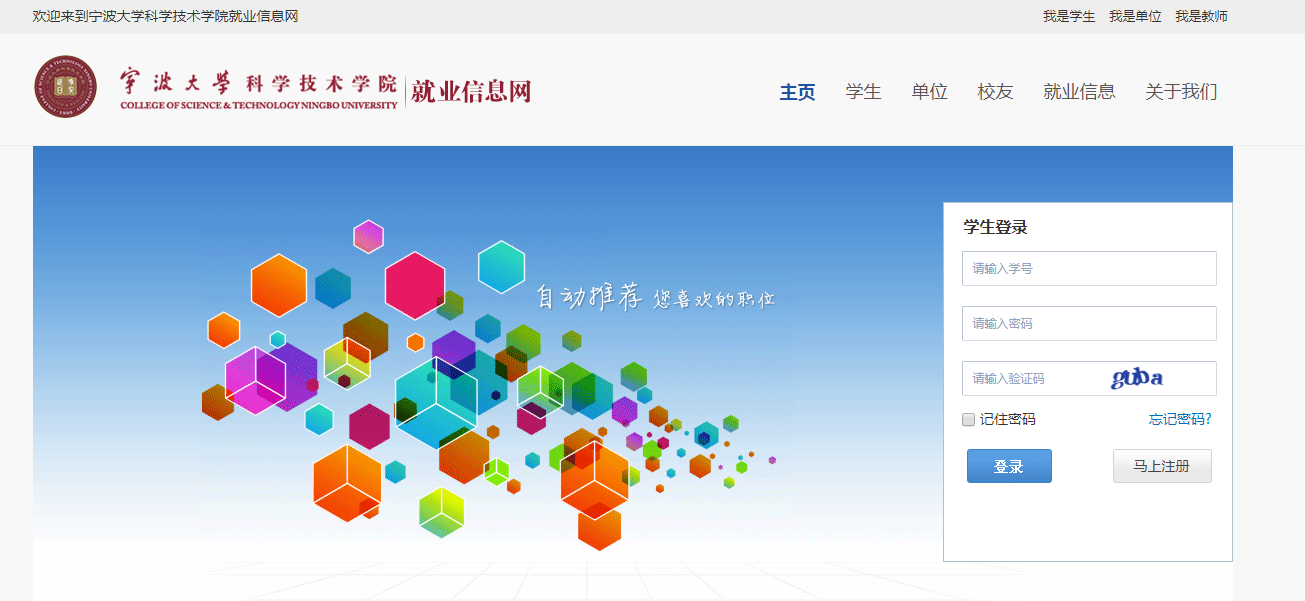 欢迎来到宁波大学科学技术学院就业信息网
我是学生 我是单位 我是教师
宁波大學科学技术学院 就业信息网
COLLEGE OF SCIENCE & TECHNOLOGY NINGBO UNIVERSITY
主页 学生 单位 校友 就业信息 关于我们
学生登录
请输入学号
自动推荐 您喜欢的职位
请输入密码
请输入验证码
记住密码 忘记密码?
登录 马上注册